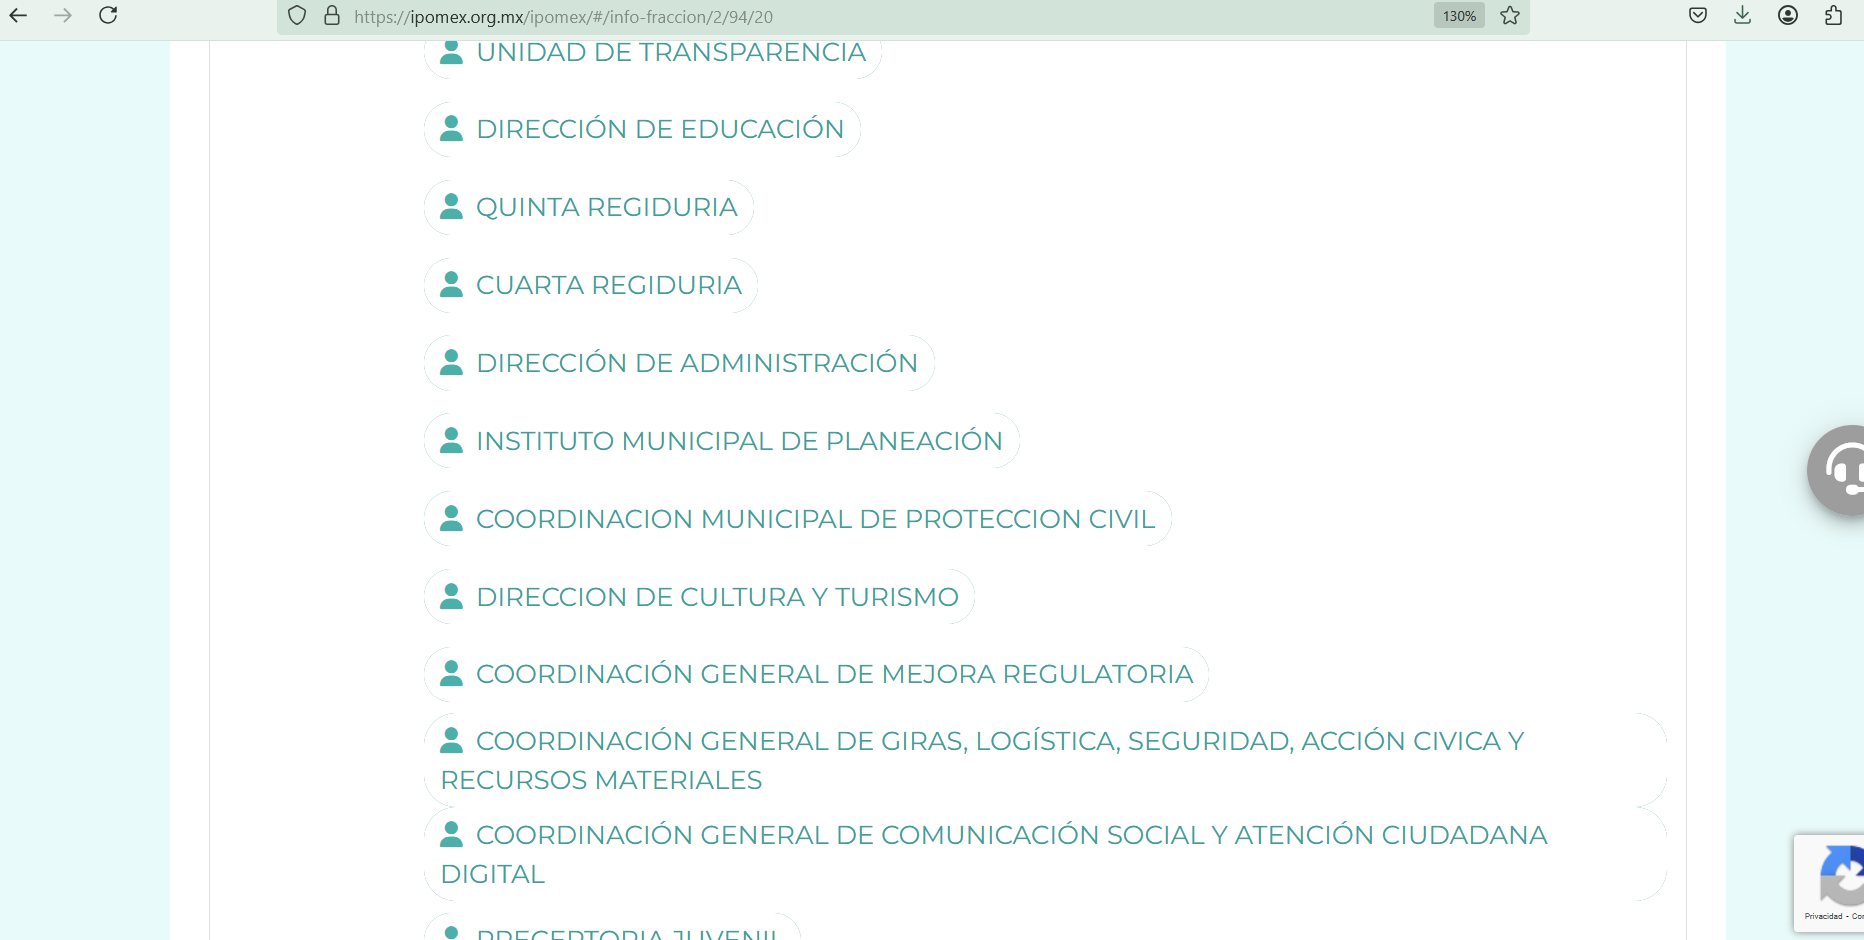 https://ipomex.org.mx/ipomex/#/info-fraccion/2/94/20
130%
UNIDAD DE TRANSPARENCIA
DIRECCIÓN DE EDUCACIÓN
QUINTA REGIDURIA
CUARTA REGIDURIA
DIRECCIÓN DE ADMINISTRACIÓN
INSTITUTO MUNICIPAL DE PLANEACIÓN
COORDINACION MUNICIPAL DE PROTECCION CIVIL
DIRECCION DE CULTURA Y TURISMO
COORDINACIÓN GENERAL DE MEJORA REGULATORIA
COORDINACIÓN GENERAL DE GIRAS, LOGÍSTICA, SEGURIDAD, ACCIÓN CIVICA Y
RECURSOS MATERIALES
COORDINACIÓN GENERAL DE COMUNICACIÓN SOCIAL Y ATENCIÓN CIUDADANA
DIGITAL
PRECEPTORIA JUVENIL
Privacidad -